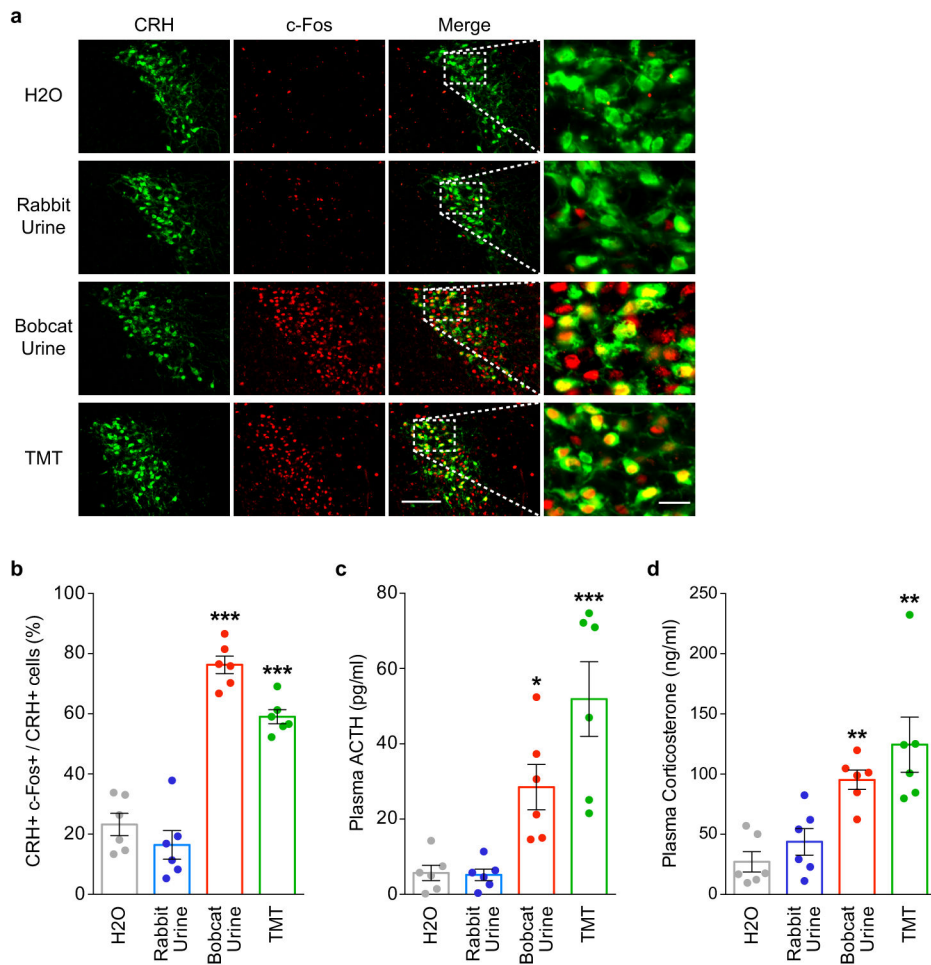 a
CRH
c-Fos
Merge
H2O
Rabbit
Urine
Bobcat
Urine
TMT
b
CRH+ c-Fos+ / CRH+ cells (%)
100
80
60
40
20
0
***
***
H2O
Rabbit
Urine
Bobcat
Urine
TMT
c
Plasma ACTH (pg/ml)
80
60
40
20
0
*
***
H2O
Rabbit
Urine
Bobcat
Urine
TMT
d
Plasma Corticosterone (ng/ml)
250
200
150
100
50
0
**
**
H2O
Rabbit
Urine
Bobcat
Urine
TMT